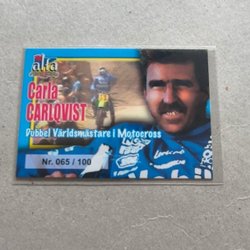 alfa
Carla
CARLQVIST
Dubbel Världsmästare i Motocross
Nr. 065 / 100